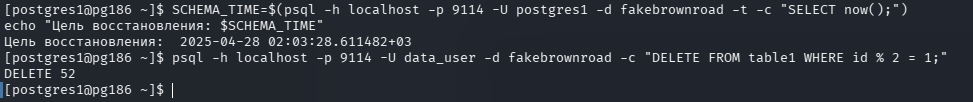 [postgres1@pg186 ~]$ SCHEMA_TIME=$(psql -h localhost -p 9114 -U postgres1 -d fakebrownroad -t -c "SELECT now();")
echo "Цель восстановления: $SCHEMA_TIME"
Цель восстановления:  2025-04-28 02:03:28.611482+03
[postgres1@pg186 ~]$ psql -h localhost -p 9114 -U data_user -d fakebrownroad -c "DELETE FROM table1 WHERE id % 2 = 1;"
DELETE 52
[postgres1@pg186 ~]$